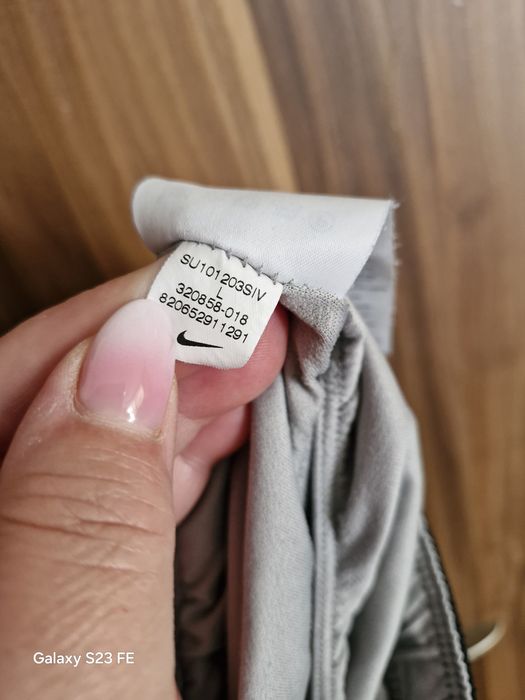 SU101203SIV
L
320858-018
820652911291
Galaxy S23 FE